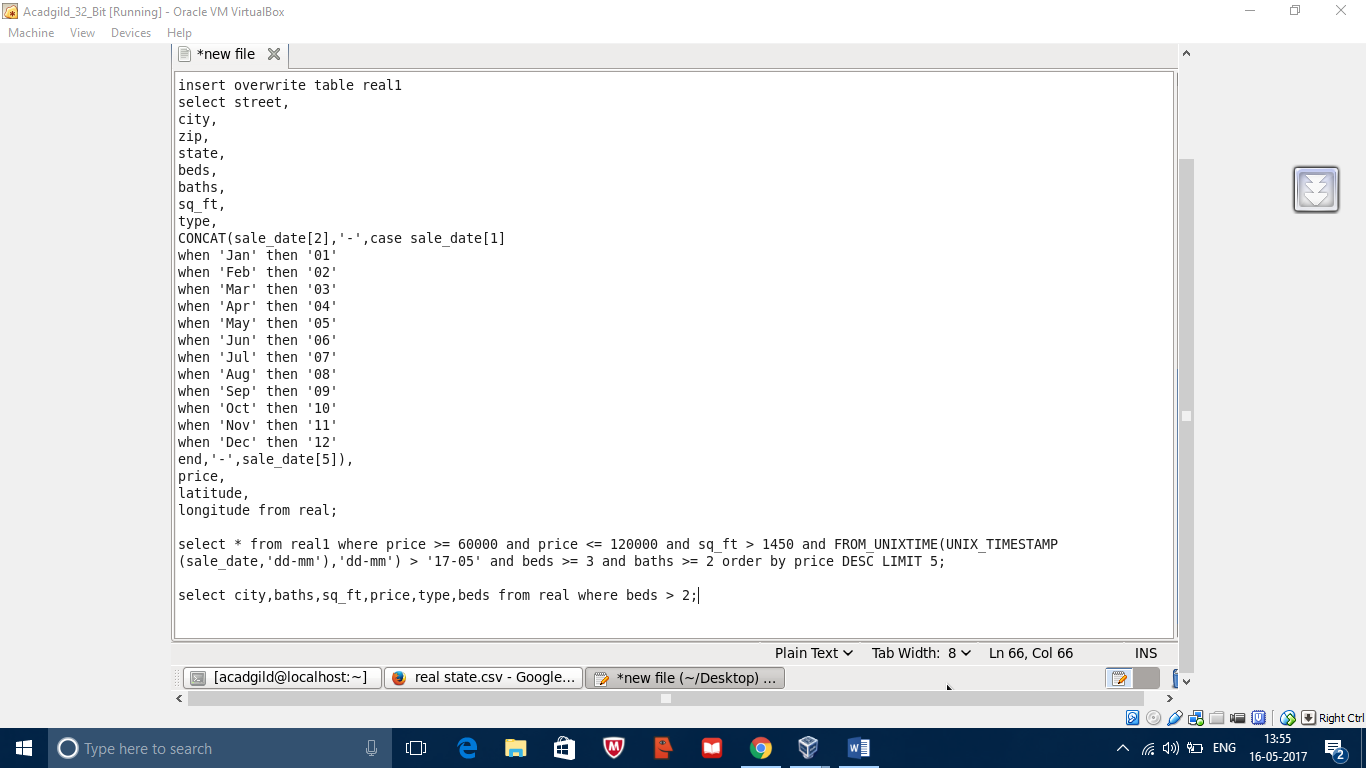 Acadgild_32_Bit [Running] - Oracle VM VirtualBox
Machine View Devices Help
*new file
insert overwrite table real1
select street,
city,
zip,
state,
beds,
baths,
sq_ft,
type,
CONCAT(sale_date[2],'-',case sale_date[1]
when 'Jan' then '01'
when 'Feb' then '02'
when 'Mar' then '03'
when 'Apr' then '04'
when 'May' then '05'
when 'Jun' then '06'
when 'Jul' then '07'
when 'Aug' then '08'
when 'Sep' then '09'
when 'Oct' then '10'
when 'Nov' then '11'
when 'Dec' then '12'
end,'-',sale_date[5]),
price,
latitude,
longitude from real;
select * from real1 where price >= 60000 and price <= 120000 and sq_ft > 1450 and FROM_UNIXTIME(UNIX_TIMESTAMP
(sale_date,'dd-mm'),'dd-mm') > '17-05' and beds >= 3 and baths >= 2 order by price DESC LIMIT 5;
select city,baths,sq_ft,price,type,beds from real where beds > 2;
Plain Text Tab Width: 8 Ln 66, Col 66 INS
[acadgild@localhost:~] real state.csv - Google... *new file (~/Desktop) ...
Right Ctrl
Type here to search ENG 13:55
16-05-2017 2